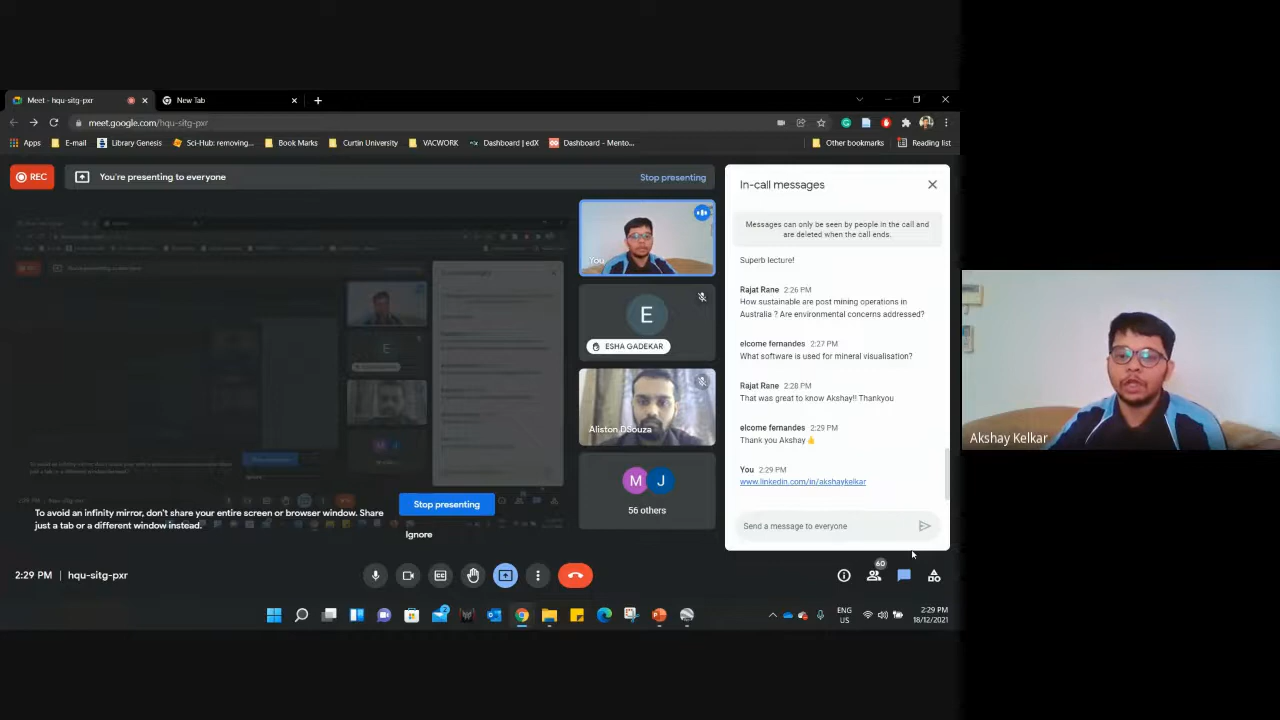 Meet - hqu-sitg-pxr
New Tab
meet.google.com/hqu-sitg-pxr
Apps
E-mail
Library Genesis
Sci-Hub: removing...
Book Marks
Curtin University
VACWORK
Dashboard | edX
Dashboard - Mento...
Other bookmarks
Reading list
REC
You're presenting to everyone
Stop presenting
In-call messages
Messages can only be seen by people in the call and
are deleted when the call ends.
Superb lecture!
Rajat Rane 2:26 PM
How sustainable are post mining operations in
Australia ? Are environmental concerns addressed?
elcome fernandes 2:27 PM
What software is used for mineral visualisation?
Rajat Rane 2:28 PM
That was great to know Akshay!! Thankyou
elcome fernandes 2:29 PM
Thank you Akshay 👍
You 2:29 PM
www.linkedin.com/in/akshaykelkar
Send a message to everyone
You
E
ESHA GADEKAR
Aliston DSouza
M J
56 others
To avoid an infinity mirror, don't share your entire screen or browser window. Share
just a tab or a different window instead.
Stop presenting
Ignore
2:29 PM | hqu-sitg-pxr
60
ENG
US
2:29 PM
18/12/2021
Akshay Kelkar